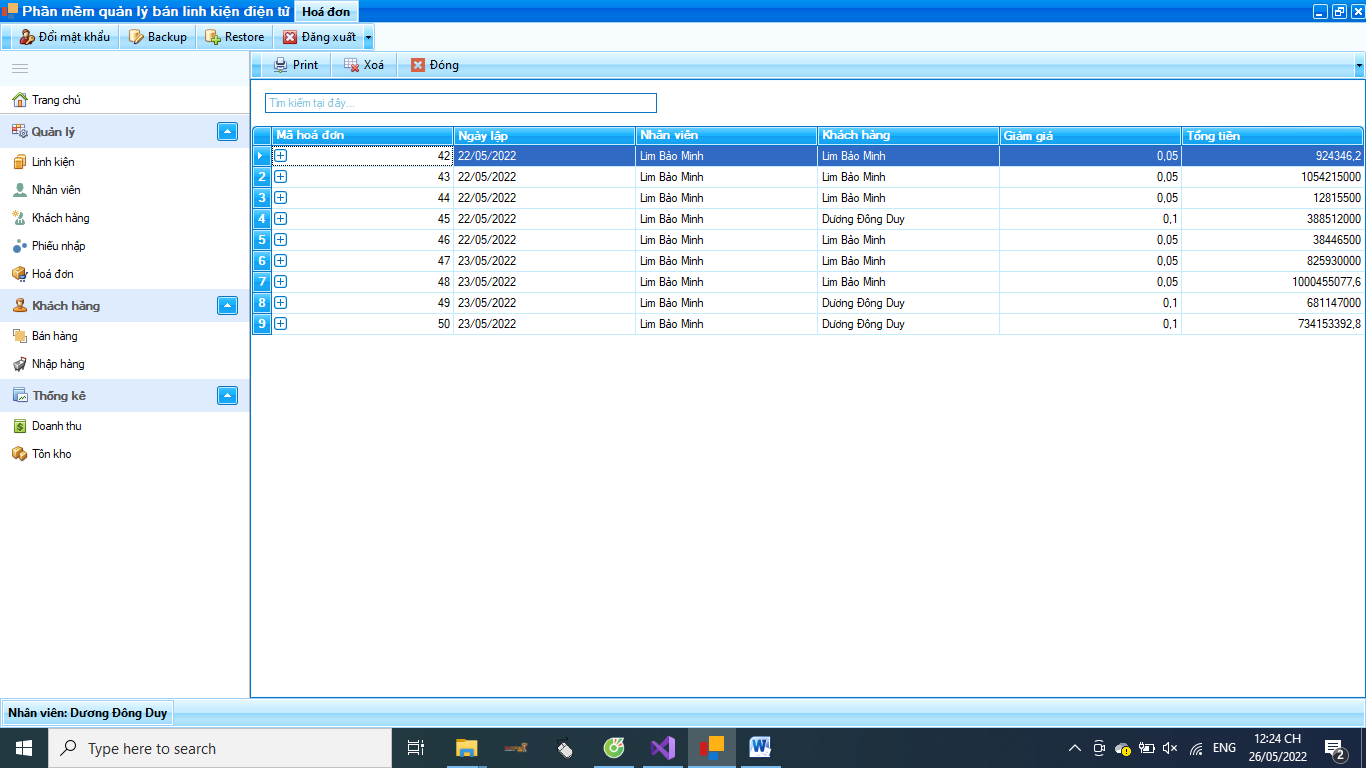 Phần mềm quản lý bán linh kiện điện tử Hoá đơn
Đổi mật khẩu Backup Restore Đăng xuất
Print Xoá Đóng
Trang chủ
Quản lý
Linh kiện
Nhân viên
Khách hàng
Phiếu nhập
Hoá đơn
Khách hàng
Bán hàng
Nhập hàng
Thống kê
Doanh thu
Tồn kho
Tìm kiếm tại đây...
Mã hoá đơn Ngày lập Nhân viên Khách hàng Giảm giá Tổng tiền
42 22/05/2022 Lim Bảo Minh Lim Bảo Minh 0,05 924346,2
2 43 22/05/2022 Lim Bảo Minh Lim Bảo Minh 0,05 1054215000
3 44 22/05/2022 Lim Bảo Minh Lim Bảo Minh 0,05 12815500
4 45 22/05/2022 Lim Bảo Minh Dương Đông Duy 0,1 388512000
5 46 22/05/2022 Lim Bảo Minh Lim Bảo Minh 0,05 38446500
6 47 23/05/2022 Lim Bảo Minh Lim Bảo Minh 0,05 825930000
7 48 23/05/2022 Lim Bảo Minh Lim Bảo Minh 0,05 1000455077,6
8 49 23/05/2022 Lim Bảo Minh Dương Đông Duy 0,1 681147000
9 50 23/05/2022 Lim Bảo Minh Dương Đông Duy 0,1 734153392,8
Nhân viên: Dương Đông Duy
Type here to search
ENG
12:24 CH
26/05/2022
2